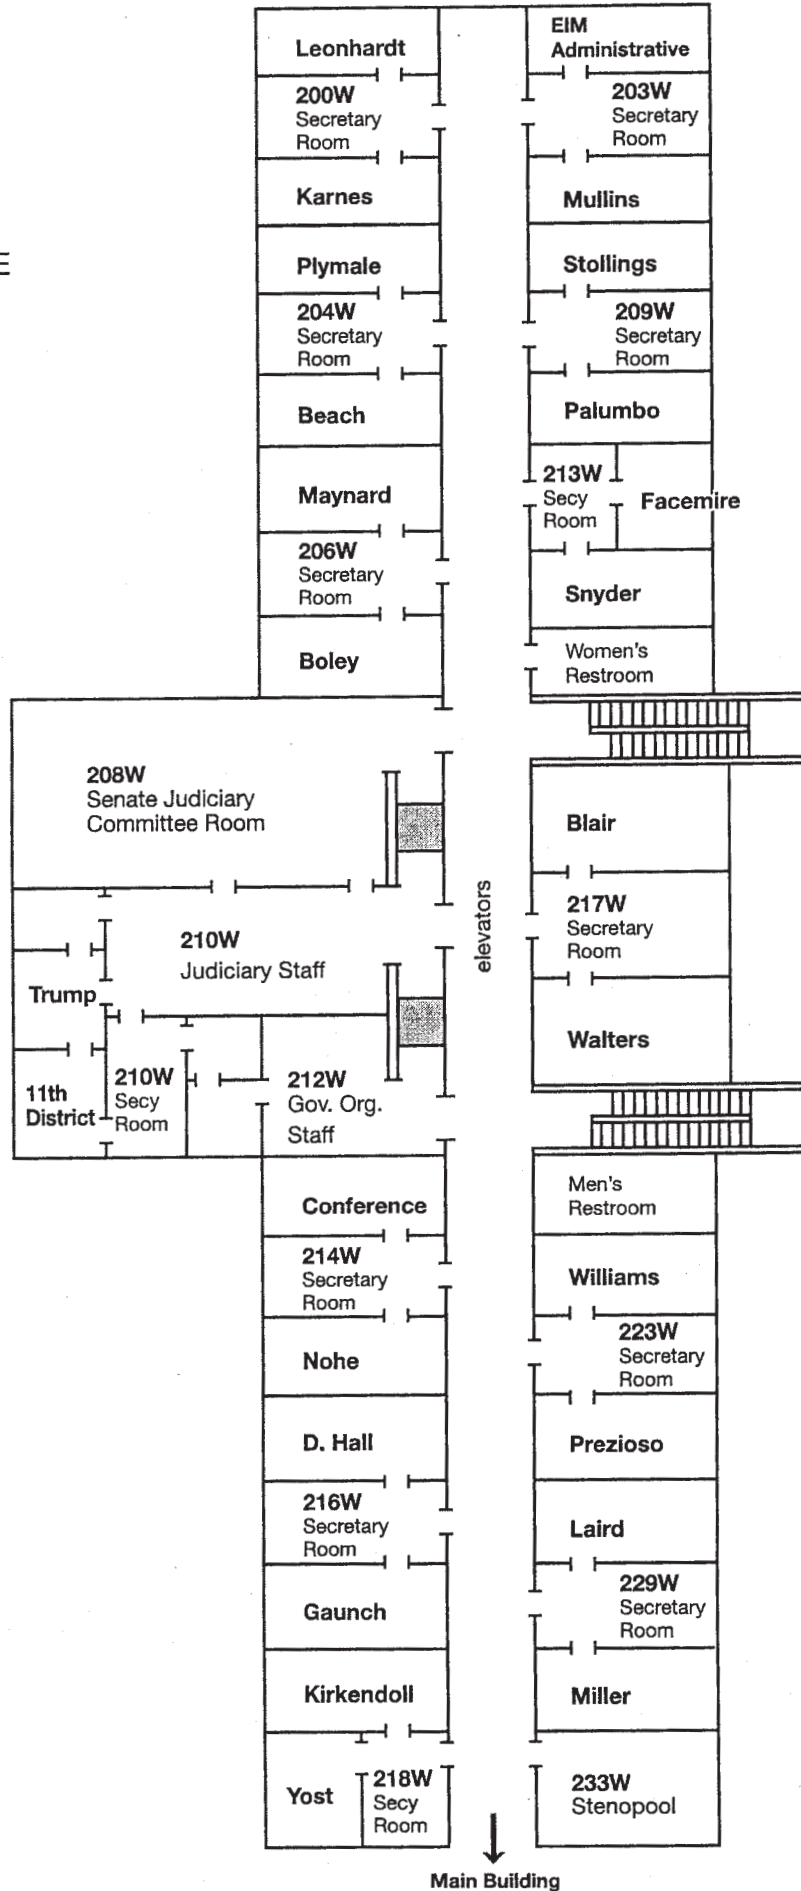 E
Leonhardt
200W
Secretary
Room
Karnes
Plymale
204W
Secretary
Room
Beach
Maynard
206W
Secretary
Room
Boley
EIM
Administrative
203W
Secretary
Room
Mullins
Stollings
209W
Secretary
Room
Palumbo
213W
Secy
Room
Facemire
Snyder
Women's
Restroom
208W
Senate Judiciary
Committee Room
210W
Judiciary Staff
Trump
11th
District
210W
Secy
Room
212W
Gov. Org.
Staff
elevators
Blair
217W
Secretary
Room
Walters
Conference
214W
Secretary
Room
Nohe
D. Hall
216W
Secretary
Room
Gaunch
Kirkendoll
Yost
218W
Secy
Room
Men's
Restroom
Williams
223W
Secretary
Room
Prezioso
Laird
229W
Secretary
Room
Miller
233W
Stenopool
Main Building